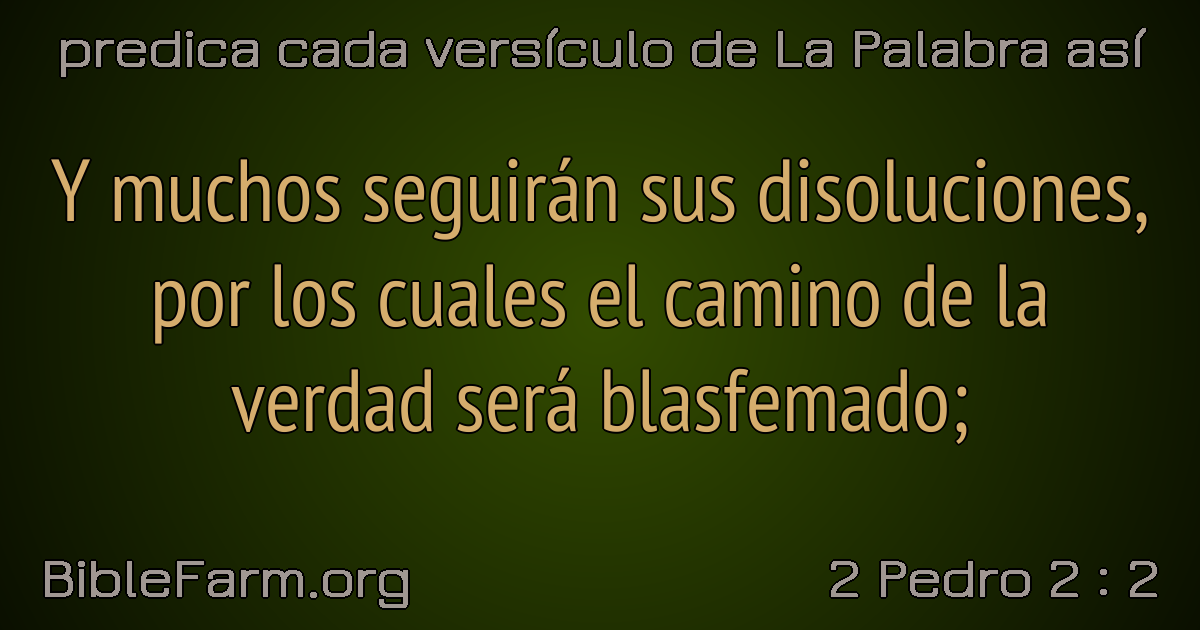 predica cada versículo de La Palabra así
Y muchos seguirán sus disoluciones,
por los cuales el camino de la
verdad será blasfemado;
BibleFarm.org
2 Pedro 2 : 2